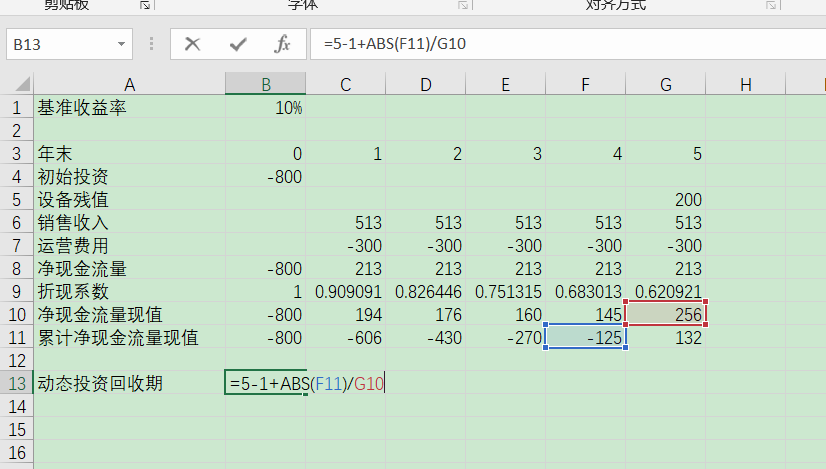 剪贴板 字体 对齐方式
B13 fx =5-1+ABS(F11)/G10
A B C D E F G H
1 基准收益率 10%
2
3 年末 0 1 2 3 4 5
4 初始投资 -800
5 设备残值 200
6 销售收入 513 513 513 513 513
7 运营费用 -300 -300 -300 -300 -300
8 净现金流量 -800 213 213 213 213 213
9 折现系数 1 0.909091 0.826446 0.751315 0.683013 0.620921
10 净现金流量现值 -800 194 176 160 145 256
11 累计净现金流量现值 -800 -606 -430 -270 -125 132
12
13 动态投资回收期 =5-1+ABS(F11)/G10
14
15
16